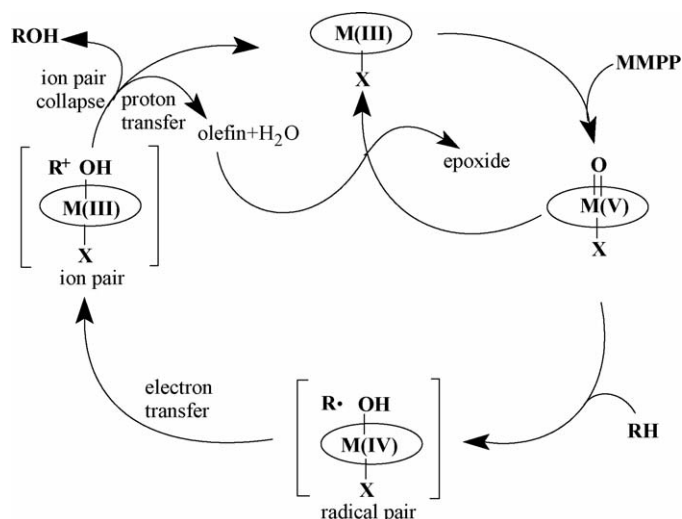 ROH
M(III)
X
MMPP
ion pair
collapse
proton
transfer
olefin+H₂O
epoxide
O
M(V)
X
R⁺ OH
M(III)
X
ion pair
electron
transfer
R• OH
M(IV)
X
radical pair
RH